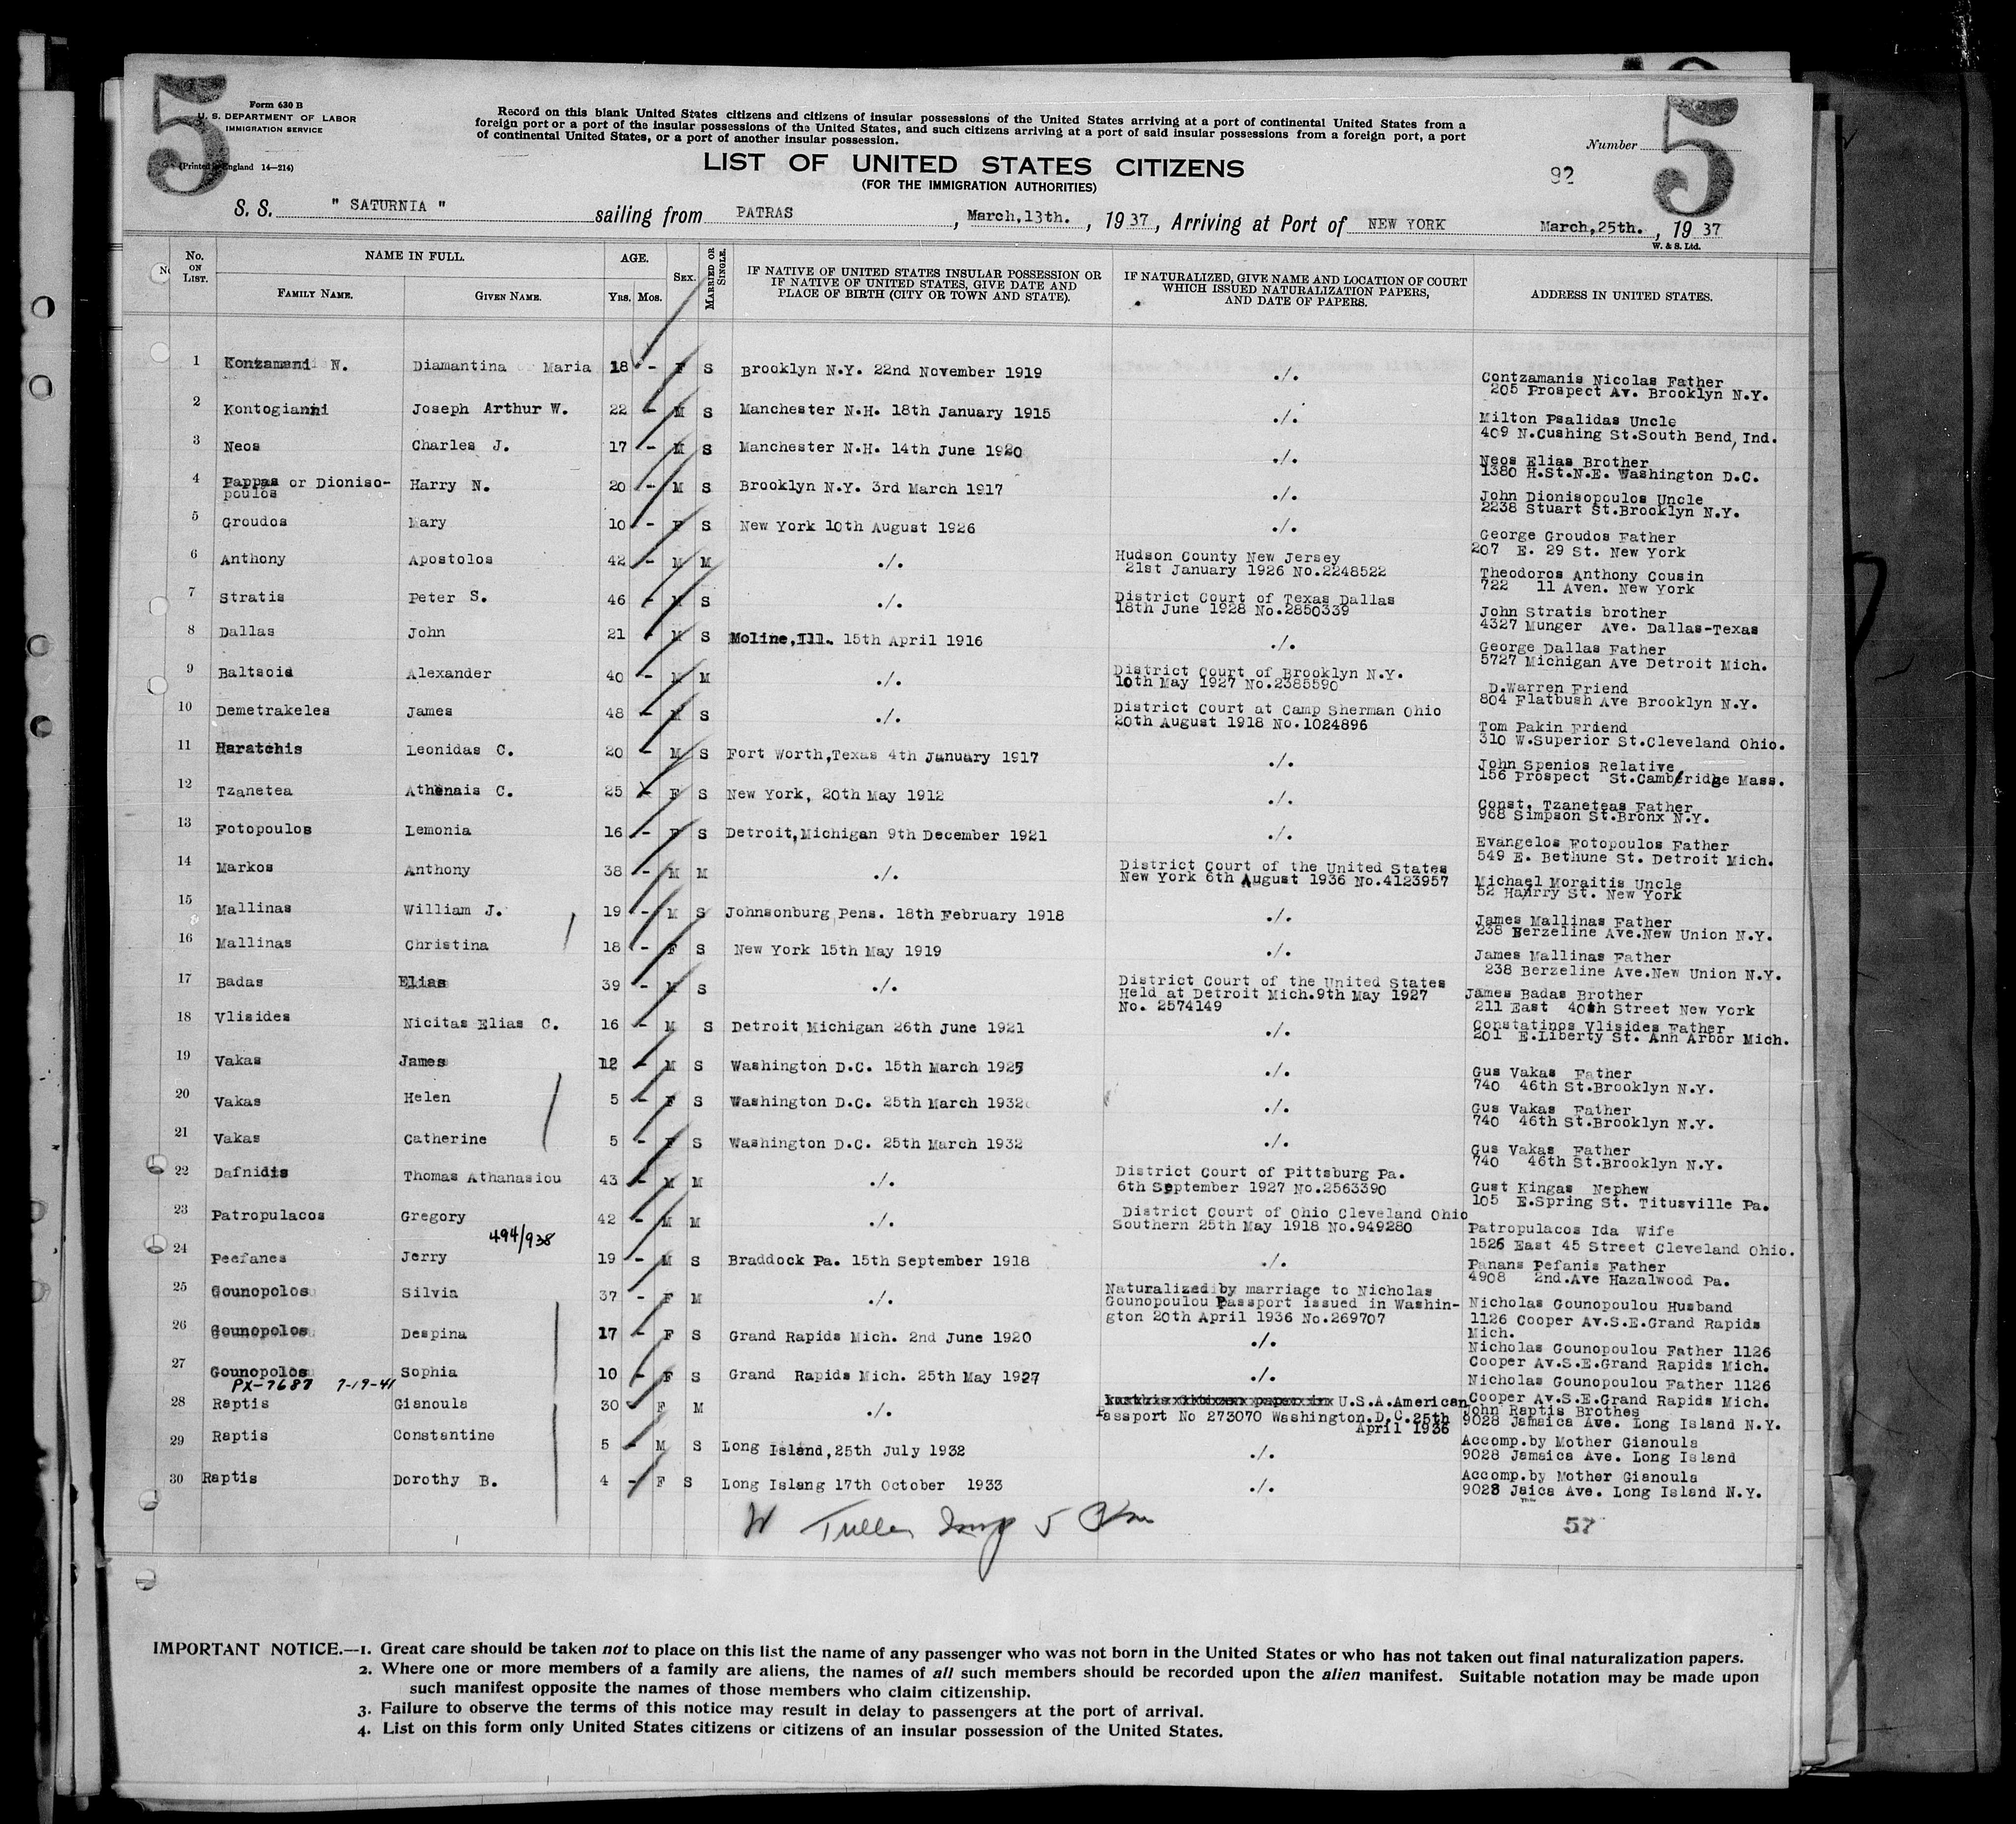 5
5
Form 630 B
U. S. DEPARTMENT OF LABOR
IMMIGRATION SERVICE
(Printed in England 14—214)
Record on this blank United States citizens and citizens of insular possessions of the United States arriving at a port of continental United States from a
foreign port or a port of the insular possessions of the United States, and such citizens arriving at a port of said insular possessions from a foreign port, a port
of continental United States, or a port of another insular possession.
LIST OF UNITED STATES CITIZENS
(FOR THE IMMIGRATION AUTHORITIES)
Number
92
S. S. " SATURNIA " sailing from PATRAS, March,13th., 19 37, Arriving at Port of NEW YORK March,25th., 19 37
W. & S. Ltd.
No. ON LIST. NAME IN FULL. AGE. SEX. MARRIED OR SINGLE. IF NATIVE OF UNITED STATES INSULAR POSSESSION OR IF NATIVE OF UNITED STATES, GIVE DATE AND PLACE OF BIRTH (CITY OR TOWN AND STATE). IF NATURALIZED, GIVE NAME AND LOCATION OF COURT WHICH ISSUED NATURALIZATION PAPERS, AND DATE OF PAPERS. ADDRESS IN UNITED STATES.
FAMILY NAME. GIVEN NAME. YRS. MOS.
1 Konzamani N. Diamantina Maria 18 - F S Brooklyn N.Y. 22nd November 1919 ./. Contzamanis Nicolas Father
205 Prospect Av. Brooklyn N.Y.
2 Kontogianni Joseph Arthur W. 22 - M S Manchester N.H. 18th January 1915 ./. Milton Psalidas Uncle
409 N.Cushing St.South Bend, Ind.
3 Neos Charles J. 17 - M S Manchester N.H. 14th June 1920 ./. Neos Elias Brother
1380 H.St.N.E. Washington D.C.
4 Pappas or Dioniso-
poulos Harry N. 20 - M S Brooklyn N.Y. 3rd March 1917 ./. John Dionisopoulos Uncle
2238 Stuart St.Brooklyn N.Y.
5 Groudos Mary 10 - F S New York 10th August 1926 ./. George Groudos Father
207 E. 29 St. New York
6 Anthony Apostolos 42 - M M ./. Hudson County New Jersey
21st January 1926 No.2248522 Theodoros Anthony Cousin
722 11 Aven. New York
7 Stratis Peter S. 46 - M S ./. District Court of Texas Dallas
18th June 1928 No.2850339 John Stratis brother
4327 Munger Ave. Dallas-Texas
8 Dallas John 21 - M S Moline,Ill. 15th April 1916 ./. George Dallas Father
5727 Michigan Ave Detroit Mich.
9 Baltsois Alexander 40 - M M ./. District Court of Brooklyn N.Y.
10th May 1927 No.2385590 D.Warren Friend
804 Flatbush Ave Brooklyn N.Y.
10 Demetrakeles James 48 - M S ./. District Court at Camp Sherman Ohio
20th August 1918 No.1024896 Tom Pakin Friend
310 W.Superior St.Cleveland Ohio.
11 Haratchis Leonidas C. 20 - M S Fort Worth,Texas 4th January 1917 ./. John Spenios Relative
156 Prospect St.Cambridge Mass.
12 Tzanetea Athenais C. 25 - F S New York, 20th May 1912 ./. Const. Tzaneteas Father
968 Simpson St.Bronx N.Y.
13 Fotopoulos Lemonia 16 - F S Detroit,Michigan 9th December 1921 ./. Evangelos Fotopoulos Father
549 E. Bethune St. Detroit Mich.
14 Markos Anthony 38 - M M ./. District Court of the United States
New York 6th August 1936 No.4123957 Michael Moraitis Uncle
52 Hanrry St. New York
15 Mallinas William J. 19 - M S Johnsonburg Pens. 18th February 1918 ./. James Mallinas Father
238 Berzeline Ave.New Union N.Y.
16 Mallinas Christina 18 - F S New York 15th May 1919 ./. James Mallinas Father
238 Berzeline Ave.New Union N.Y.
17 Badas Elias 39 - M S ./. District Court of the United States
Held at Detroit Mich.9th May 1927
No. 2574149 James Badas Brother
211 East 40th Street New York
18 Vlisides Nicitas Elias C. 16 - M S Detroit Michigan 26th June 1921 ./. Constatinos Vlisides Father
201 E.Liberty St. Ann Arbor Mich.
19 Vakas James 12 - M S Washington D.C. 15th March 1925 ./. Gus Vakas Father
740 46th St.Brooklyn N.Y.
20 Vakas Helen 5 - F S Washington D.C. 25th March 1932 ./. Gus Vakas Father
740 46th St.Brooklyn N.Y.
21 Vakas Catherine 5 - F S Washington D.C. 25th March 1932 ./. Gus Vakas Father
740 46th St.Brooklyn N.Y.
22 Dafnidis Thomas Athanasiou 43 - M M ./. District Court of Pittsburg Pa.
6th September 1927 No.2563390 Gust Kingas Nephew
105 E.Spring St. Titusville Pa.
23 Patropulacos Gregory 42 - M M ./. District Court of Ohio Cleveland Ohio
Southern 25th May 1918 No.949280 Patropulacos Ida Wife
1526 East 45 Street Cleveland Ohio.
494/938
24 Peefanes Jerry 19 - M S Braddock Pa. 15th September 1918 ./. Panans Pefanis Father
4908 2nd.Ave Hazalwood Pa.
25 Gounopolos Silvia 37 - F M ./. Naturalized by marriage to Nicholas
Gounopoulou Passport issued in Washin-
gton 20th April 1936 No.269707 Nicholas Gounopoulou Husband
1126 Cooper Av.S.E.Grand Rapids
Mich.
26 Gounopolos Despina 17 - F S Grand Rapids Mich. 2nd June 1920 ./. Nicholas Gounopoulou Father 1126
Cooper Av.S.E.Grand Rapids Mich.
27 Gounopolos Sophia 10 - F S Grand Rapids Mich. 25th May 1927 ./. Nicholas Gounopoulou Father 1126
Cooper Av.S.E.Grand Rapids Mich.
PX-7687 7-19-41
28 Raptis Gianoula 30 - F M ./. U.S.A.American
Passport No 273070 Washington.D.C.25th
April 1936 John Raptis Brothes
9028 Jamaica Ave. Long Island N.Y.
29 Raptis Constantine 5 - M S Long Island,25th July 1932 ./. Accomp.by Mother Gianoula
9028 Jamaica Ave. Long Island
30 Raptis Dorothy B. 4 - F S Long Islang 17th October 1933 ./. Accomp.by Mother Gianoula
9028 Jaica Ave. Long Island N.Y.
57
IMPORTANT NOTICE.—1. Great care should be taken not to place on this list the name of any passenger who was not born in the United States or who has not taken out final naturalization papers.
2. Where one or more members of a family are aliens, the names of all such members should be recorded upon the alien manifest. Suitable notation may be made upon
such manifest opposite the names of those members who claim citizenship.
3. Failure to observe the terms of this notice may result in delay to passengers at the port of arrival.
4. List on this form only United States citizens or citizens of an insular possession of the United States.